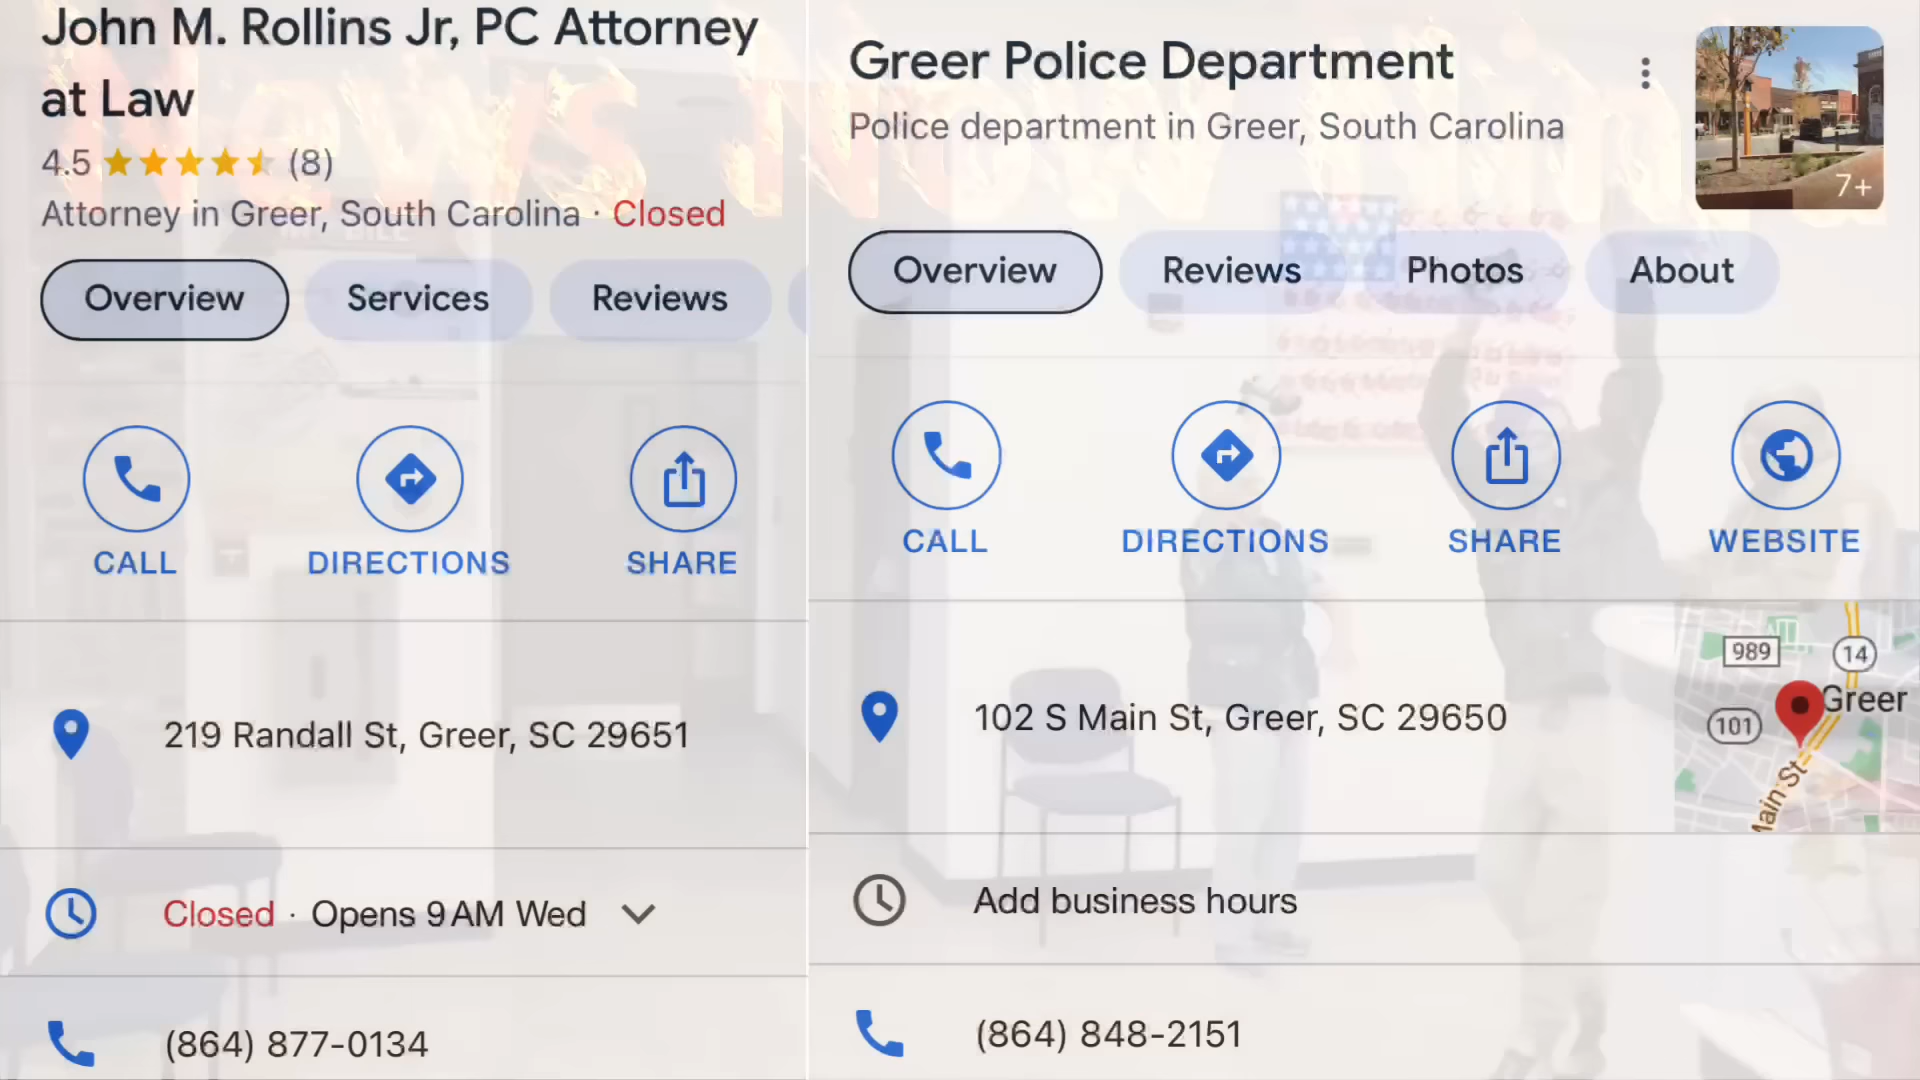 John M. Rollins Jr, PC Attorney
at Law
4.5 (8)
Attorney in Greer, South Carolina · Closed
Overview Services Reviews
CALL DIRECTIONS SHARE
219 Randall St, Greer, SC 29651
Closed · Opens 9 AM Wed
(864) 877-0134
Greer Police Department
Police department in Greer, South Carolina
7+
Overview Reviews Photos About
CALL DIRECTIONS SHARE WEBSITE
102 S Main St, Greer, SC 29650
989
14
Greer
101
Main St
Add business hours
(864) 848-2151